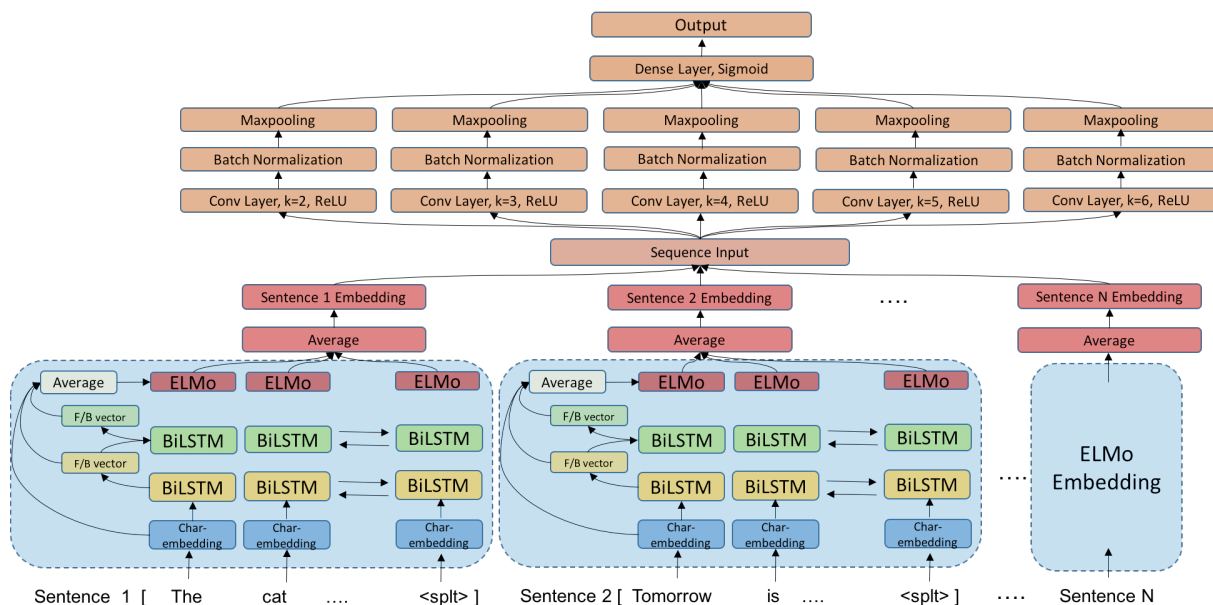 Output
Dense Layer, Sigmoid
Maxpooling Maxpooling Maxpooling Maxpooling Maxpooling
Batch Normalization Batch Normalization Batch Normalization Batch Normalization Batch Normalization
Conv Layer, k=2, ReLU Conv Layer, k=3, ReLU Conv Layer, k=4, ReLU Conv Layer, k=5, ReLU Conv Layer, k=6, ReLU
Sequence Input
Sentence 1 Embedding Sentence 2 Embedding .... Sentence N Embedding
Average Average Average
Average ELMo ELMo ELMo Average ELMo ELMo ELMo
F/B vector F/B vector
BiLSTM BiLSTM BiLSTM BiLSTM BiLSTM BiLSTM
F/B vector F/B vector
BiLSTM BiLSTM BiLSTM BiLSTM BiLSTM BiLSTM
.... ELMo
Embedding
Char-
embedding Char-
embedding Char-
embedding Char-
embedding Char-
embedding Char-
embedding
Sentence 1 [ The cat .... <splt> ] Sentence 2 [ Tomorrow is .... <splt> ] .... Sentence N